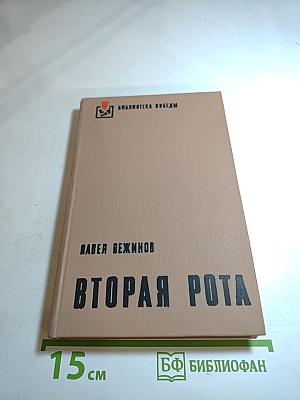 БИБЛИОТЕКА ПОБЕДЫ
ПАВЕЛ ВЕЖИНОВ
ВТОРАЯ РОТА
15 см
БФ БИБЛИОФАН